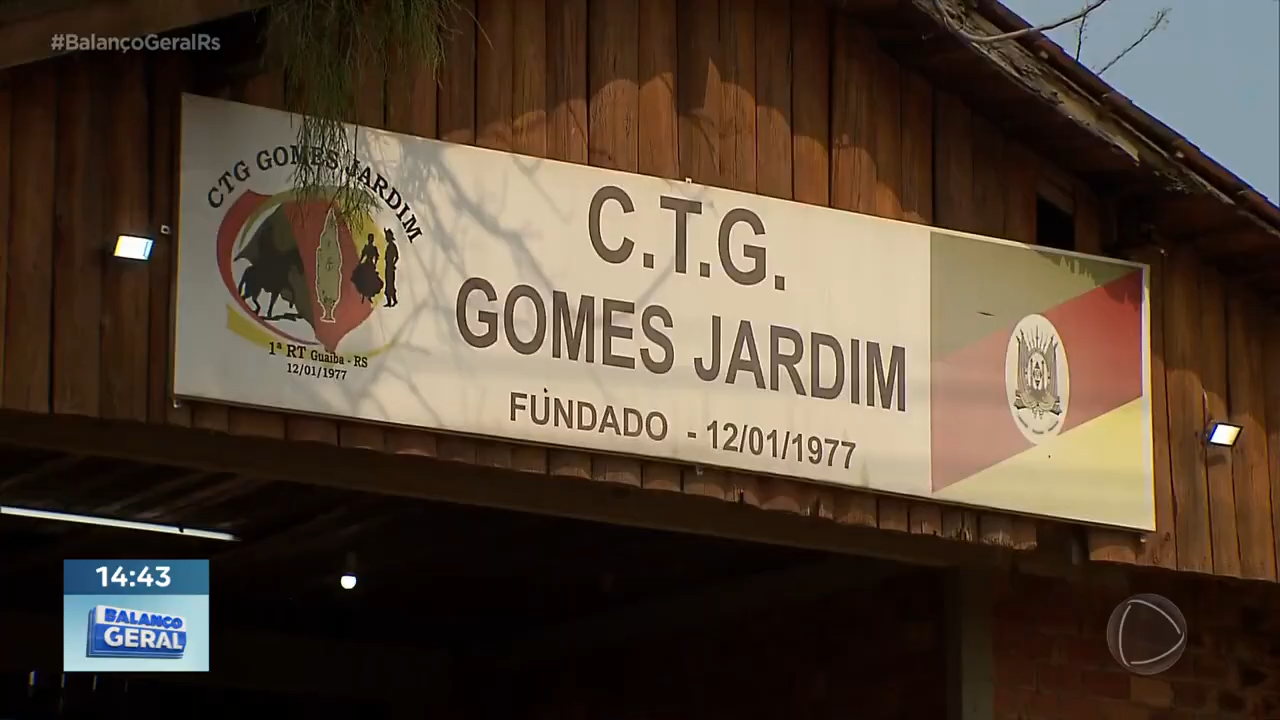 #BalançoGeralRs
CTG GOMES JARDIM
1ª RT Guaíba - RS
12/01/1977
C.T.G.
GOMES JARDIM
FUNDADO - 12/01/1977
14:43
BALANÇO
GERAL